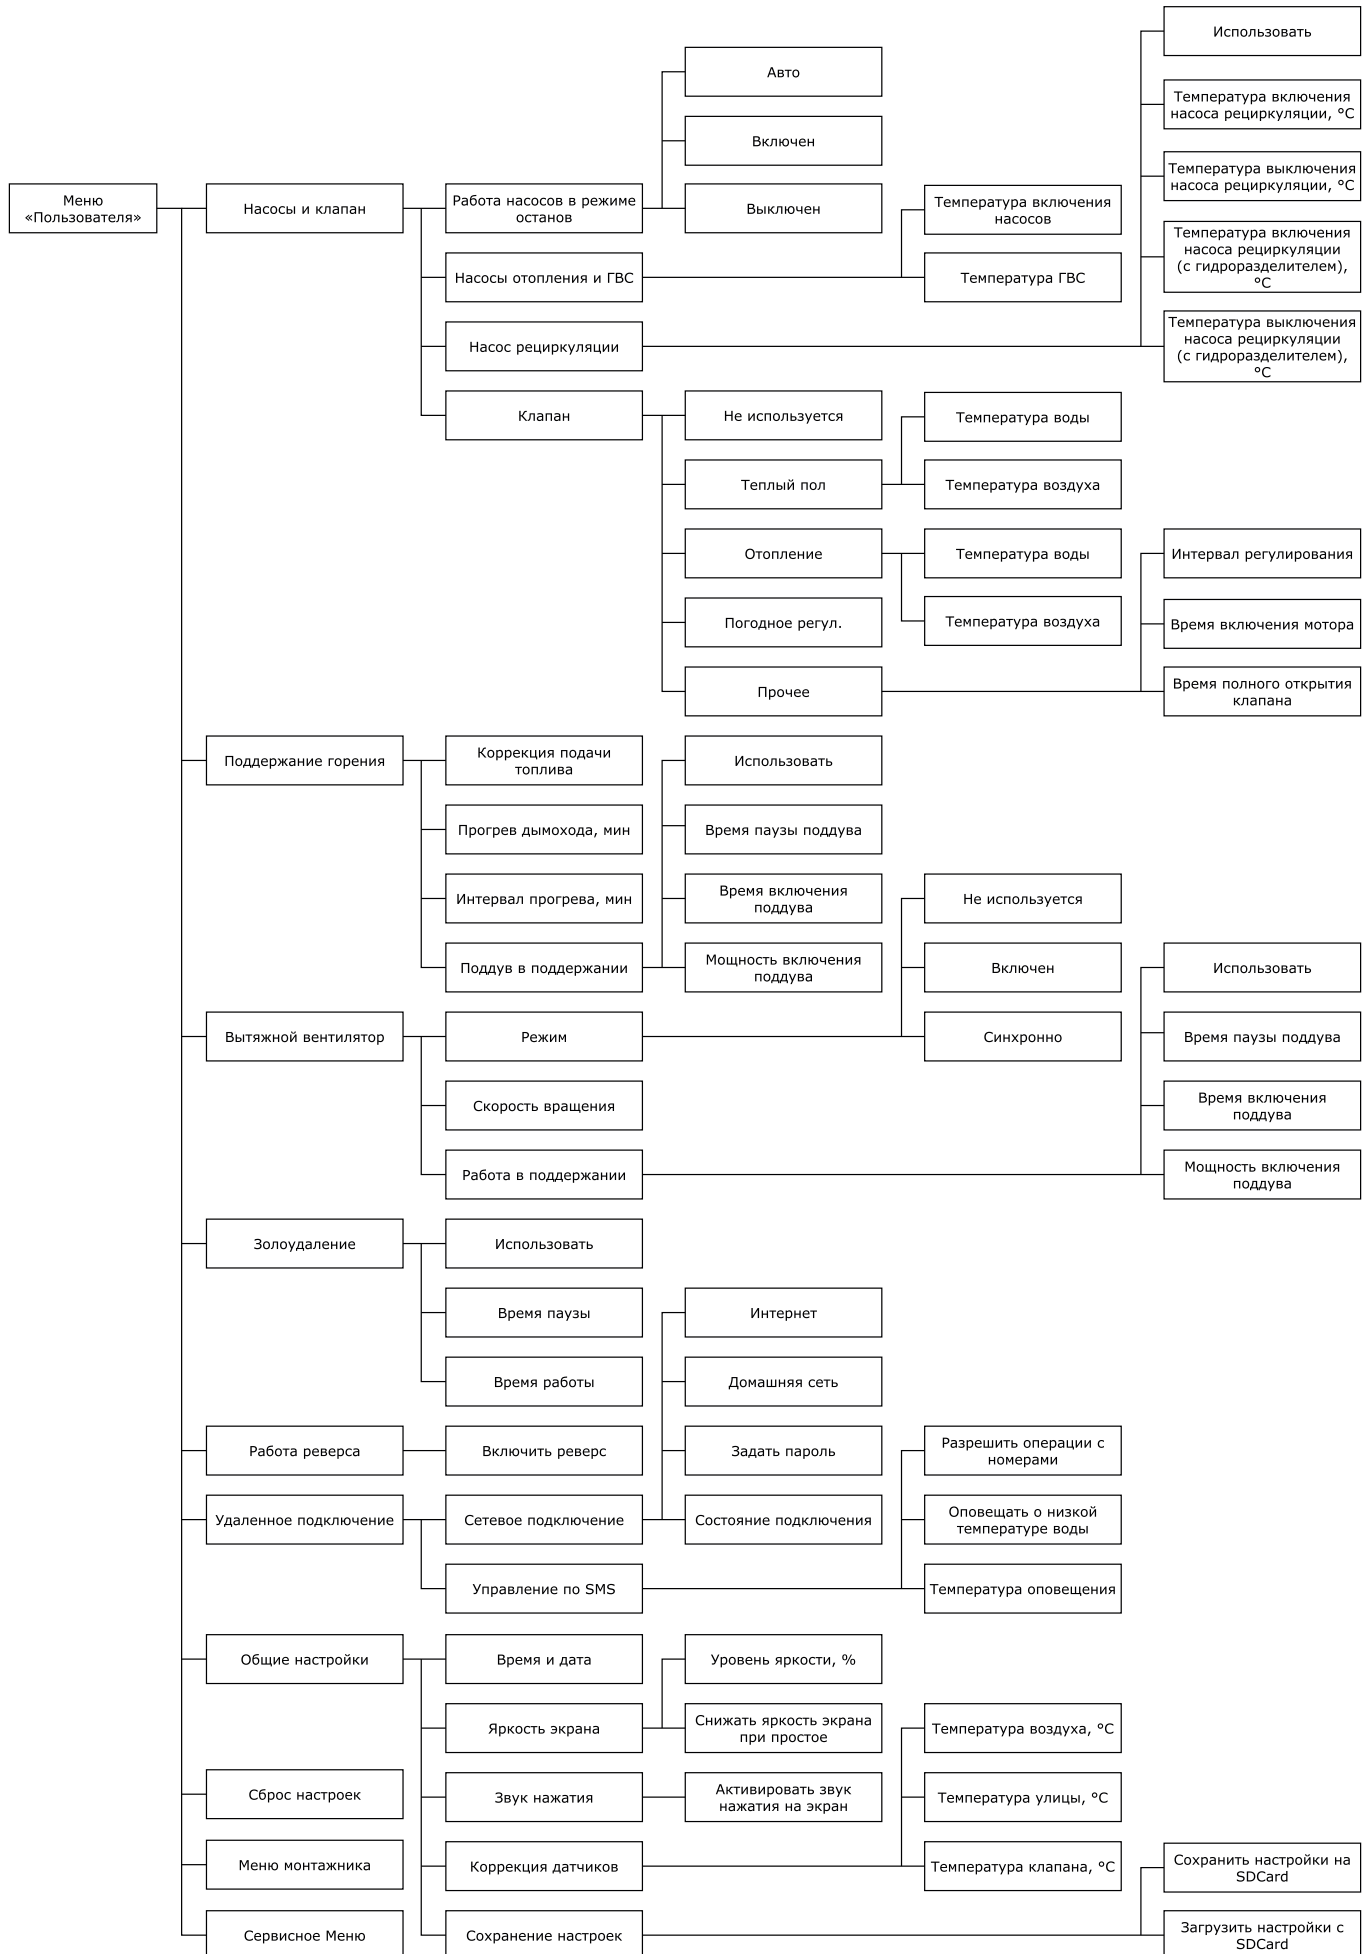 Меню
«Пользователя»
Насосы и клапан
Работа насосов в режиме
останов
Авто
Включен
Выключен
Насосы отопления и ГВС
Температура включения
насосов
Температура ГВС
Насос рециркуляции
Использовать
Температура включения
насоса рециркуляции, °C
Температура выключения
насоса рециркуляции, °C
Температура включения
насоса рециркуляции
(с гидроразделителем),
°C
Температура выключения
насоса рециркуляции
(с гидроразделителем),
°C
Клапан
Не используется
Теплый пол
Температура воды
Температура воздуха
Отопление
Температура воды
Температура воздуха
Погодное регул.
Прочее
Интервал регулирования
Время включения мотора
Время полного открытия
клапана
Поддержание горения
Коррекция подачи
топлива
Прогрев дымохода, мин
Интервал прогрева, мин
Поддув в поддержании
Использовать
Время паузы поддува
Время включения
поддува
Мощность включения
поддува
Вытяжной вентилятор
Режим
Не используется
Включен
Синхронно
Скорость вращения
Работа в поддержании
Использовать
Время паузы поддува
Время включения
поддува
Мощность включения
поддува
Золоудаление
Использовать
Время паузы
Время работы
Работа реверса
Включить реверс
Удаленное подключение
Сетевое подключение
Интернет
Домашняя сеть
Задать пароль
Состояние подключения
Управление по SMS
Разрешить операции с
номерами
Оповещать о низкой
температуре воды
Температура оповещения
Общие настройки
Время и дата
Яркость экрана
Уровень яркости, %
Снижать яркость экрана
при простое
Звук нажатия
Активировать звук
нажатия на экран
Коррекция датчиков
Температура воздуха, °C
Температура улицы, °C
Температура клапана, °C
Сохранение настроек
Сохранить настройки на
SDCard
Загрузить настройки с
SDCard
Сброс настроек
Меню монтажника
Сервисное Меню